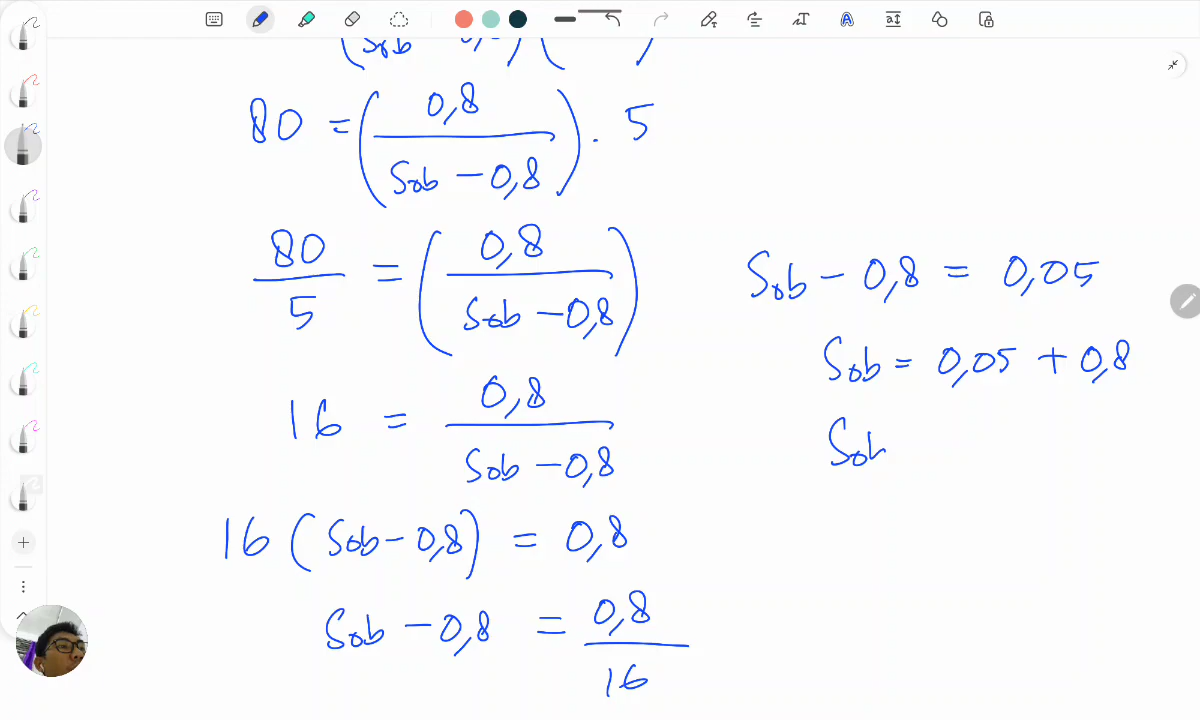 80 = (0,8 / Sob - 0,8) . 5
80 / 5 = (0,8 / Sob - 0,8)
16 = 0,8 / Sob - 0,8
16 (Sob - 0,8) = 0,8
Sob - 0,8 = 0,8 / 16
Sob - 0,8 = 0,05
Sob = 0,05 + 0,8
Sob